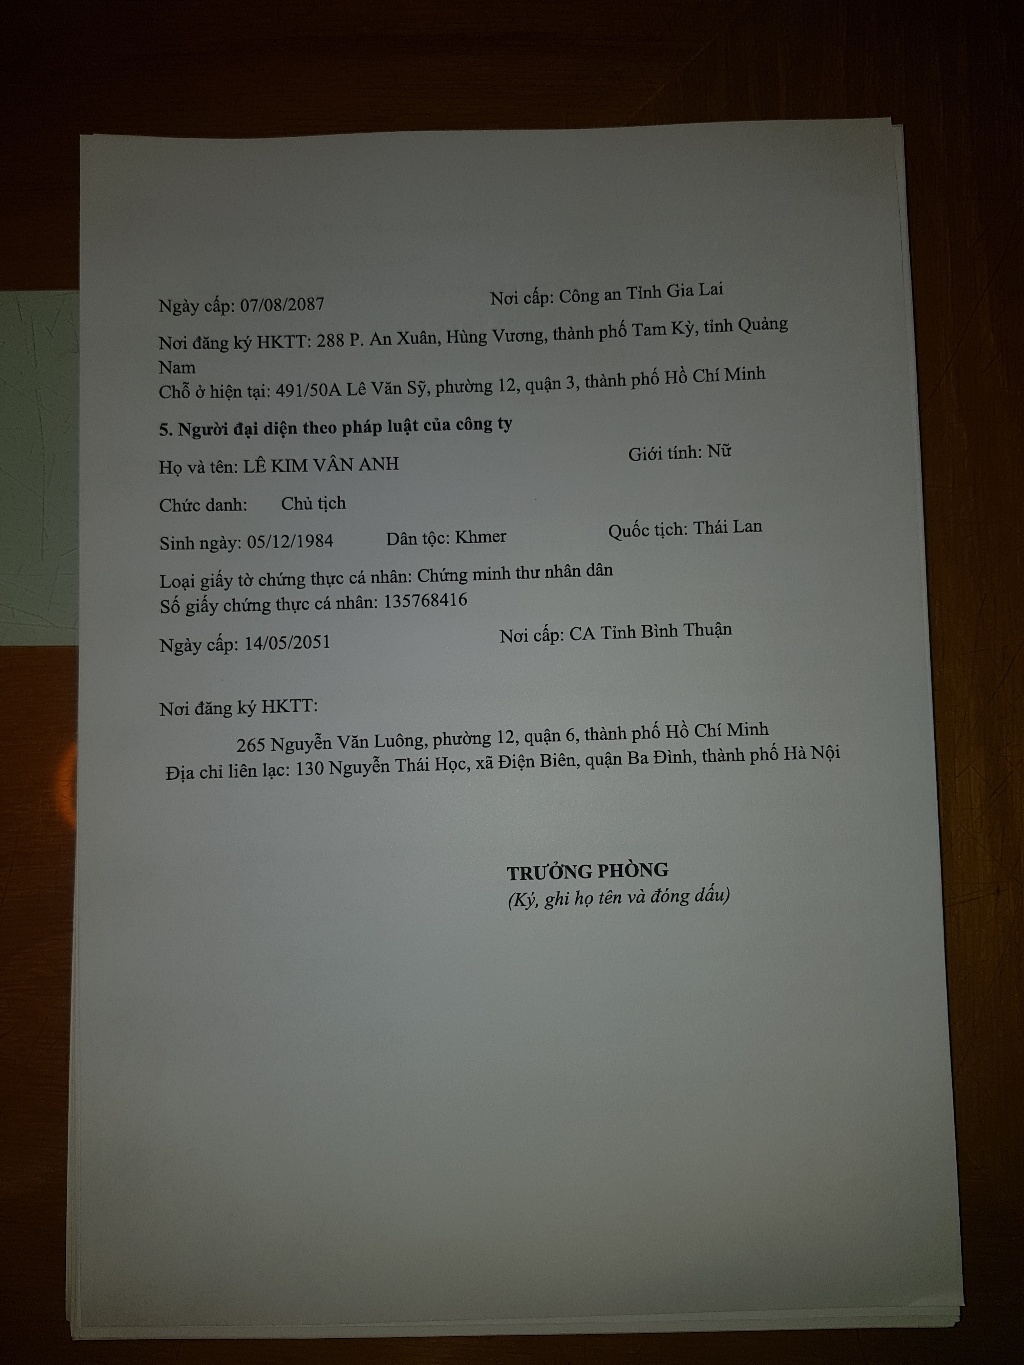 Ngày cấp: 07/08/2087 Nơi cấp: Công an Tỉnh Gia Lai
Nơi đăng ký HKTT: 288 P. An Xuân, Hùng Vương, thành phố Tam Kỳ, tỉnh Quảng
Nam
Chỗ ở hiện tại: 491/50A Lê Văn Sỹ, phường 12, quận 3, thành phố Hồ Chí Minh
5. Người đại diện theo pháp luật của công ty
Họ và tên: LÊ KIM VÂN ANH Giới tính: Nữ
Chức danh: Chủ tịch
Sinh ngày: 05/12/1984 Dân tộc: Khmer Quốc tịch: Thái Lan
Loại giấy tờ chứng thực cá nhân: Chứng minh thư nhân dân
Số giấy chứng thực cá nhân: 135768416
Ngày cấp: 14/05/2051 Nơi cấp: CA Tỉnh Bình Thuận
Nơi đăng ký HKTT:
265 Nguyễn Văn Luông, phường 12, quận 6, thành phố Hồ Chí Minh
Địa chỉ liên lạc: 130 Nguyễn Thái Học, xã Điện Biên, quận Ba Đình, thành phố Hà Nội
TRƯỞNG PHÒNG
(Ký, ghi họ tên và đóng dấu)